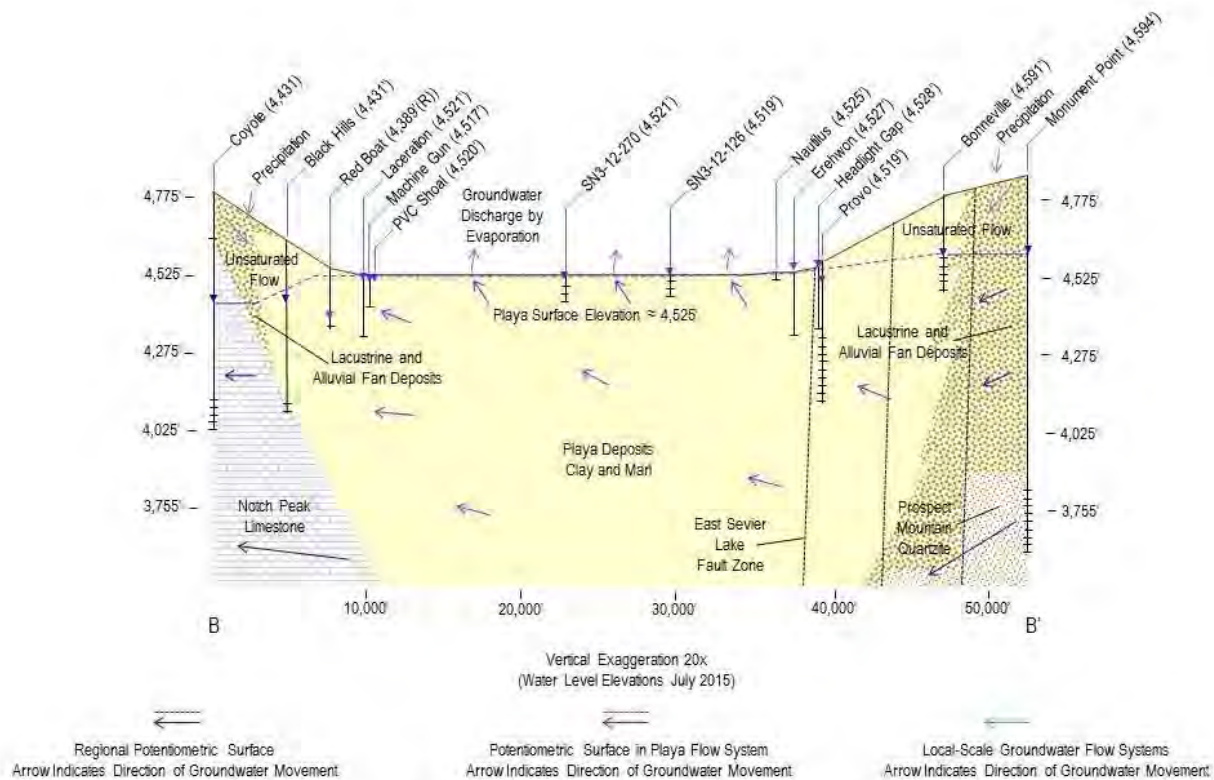 Coyote (4,431)
Precipitation
Black Hills (4,431')
Red Boat (4,389'(R))
Laceration (4,521')
Machine Gun (4,517')
PVC Shoal (4,520')
SN3-12-270 (4,521')
SN3-12-126 (4,519')
Nautilus (4,525')
Erehwon (4,527')
Headlight Gap (4,528')
Provo (4,519')
Bonneville (4,591')
Precipitation
Monument Point (4,594')
4,775'
4,525'
4,275'
4,025'
3,755'
4,775'
4,525'
4,275'
4,025'
3,755'
Groundwater
Discharge by
Evaporation
Unsaturated
Flow
Unsaturated Flow
Playa Surface Elevation ≈ 4,525'
Lacustrine and
Alluvial Fan Deposits
Lacustrine and
Alluvial Fan Deposits
Playa Deposits
Clay and Marl
Notch Peak
Limestone
East Sevier
Lake
Fault Zone
Prospect
Mountain
Quartzite
10,000'
20,000'
30,000'
40,000'
50,000'
B
B'
Vertical Exaggeration 20x
(Water Level Elevations July 2015)
Regional Potentiometric Surface
Arrow Indicates Direction of Groundwater Movement
Potentiometric Surface in Playa Flow System
Arrow Indicates Direction of Groundwater Movement
Local-Scale Groundwater Flow Systems
Arrow Indicates Direction of Groundwater Movement